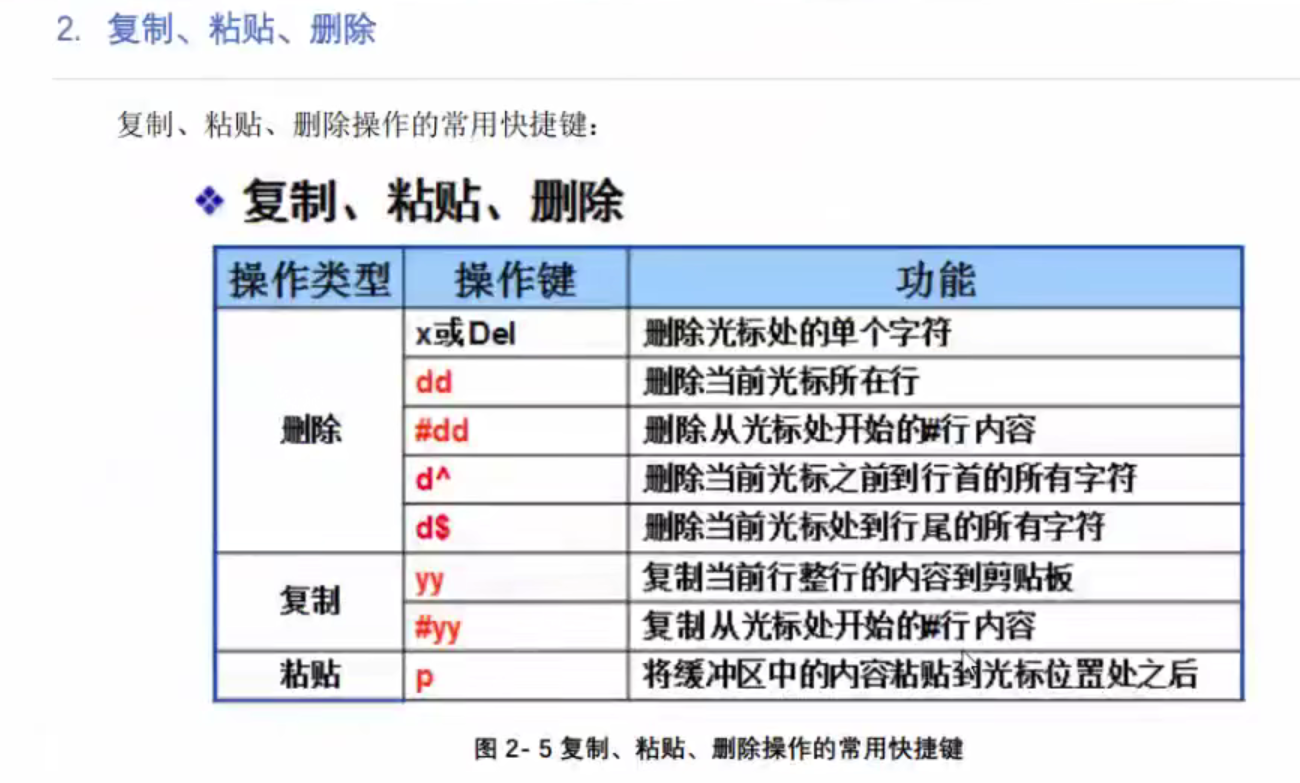 2. 复制、粘贴、删除
复制、粘贴、删除操作的常用快捷键:
复制、粘贴、删除
操作类型 操作键 功能
删除
x或Del 删除光标处的单个字符
dd 删除当前光标所在行
#dd 删除从光标处开始的#行内容
d^ 删除当前光标之前到行首的所有字符
d$ 删除当前光标处到行尾的所有字符
复制
yy 复制当前行整行的内容到剪贴板
#yy 复制从光标处开始的#行内容
粘贴 p 将缓冲区中的内容粘贴到光标位置处之后
图 2- 5 复制、粘贴、删除操作的常用快捷键